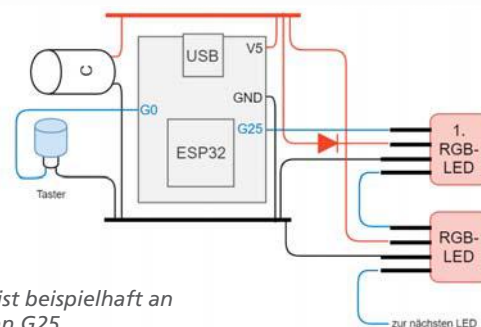 USB
V5
C
GND
G0
G25
ESP32
Taster
1.
RGB-
LED
RGB-
LED
ist beispielhaft an
n G25
zur nächsten LED